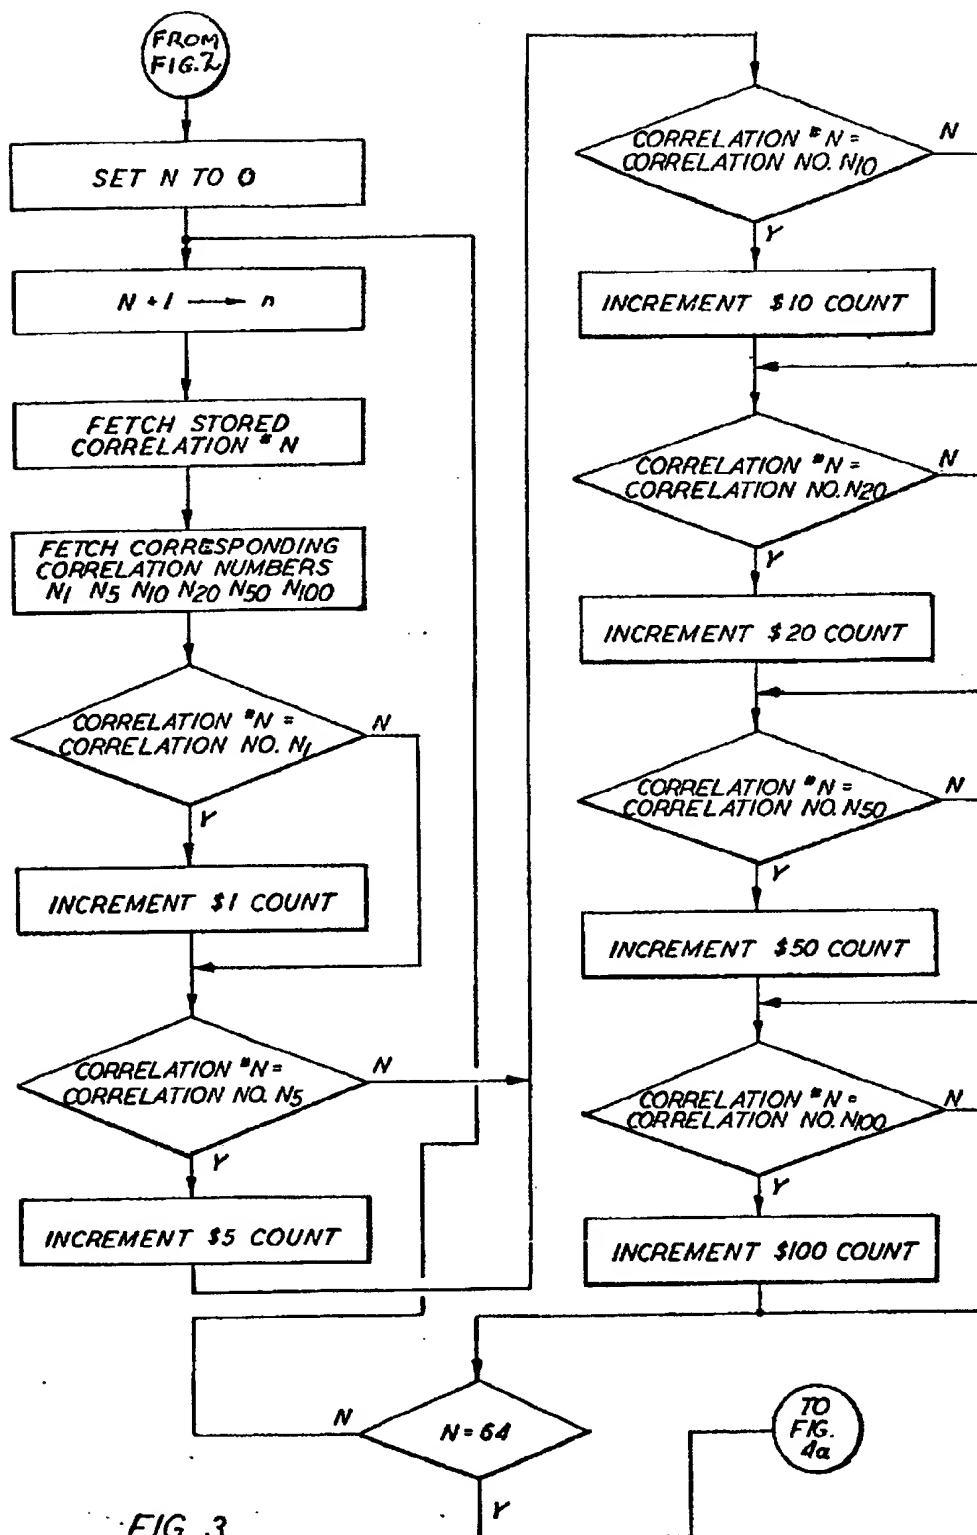 FROM
FIG. 2
SET N TO 0
N + 1 → n
FETCH STORED
CORRELATION # N
FETCH CORRESPONDING
CORRELATION NUMBERS
N1 N5 N10 N20 N50 N100
CORRELATION #N =
CORRELATION NO. N1
N
Y
INCREMENT $1 COUNT
CORRELATION #N =
CORRELATION NO. N5
N
Y
INCREMENT $5 COUNT
CORRELATION #N =
CORRELATION NO. N10
N
Y
INCREMENT $10 COUNT
CORRELATION #N =
CORRELATION NO. N20
N
Y
INCREMENT $20 COUNT
CORRELATION #N =
CORRELATION NO. N50
N
Y
INCREMENT $50 COUNT
CORRELATION #N =
CORRELATION NO. N100
N
Y
INCREMENT $100 COUNT
N = 64
N
Y
TO
FIG.
4a
FIG. 3